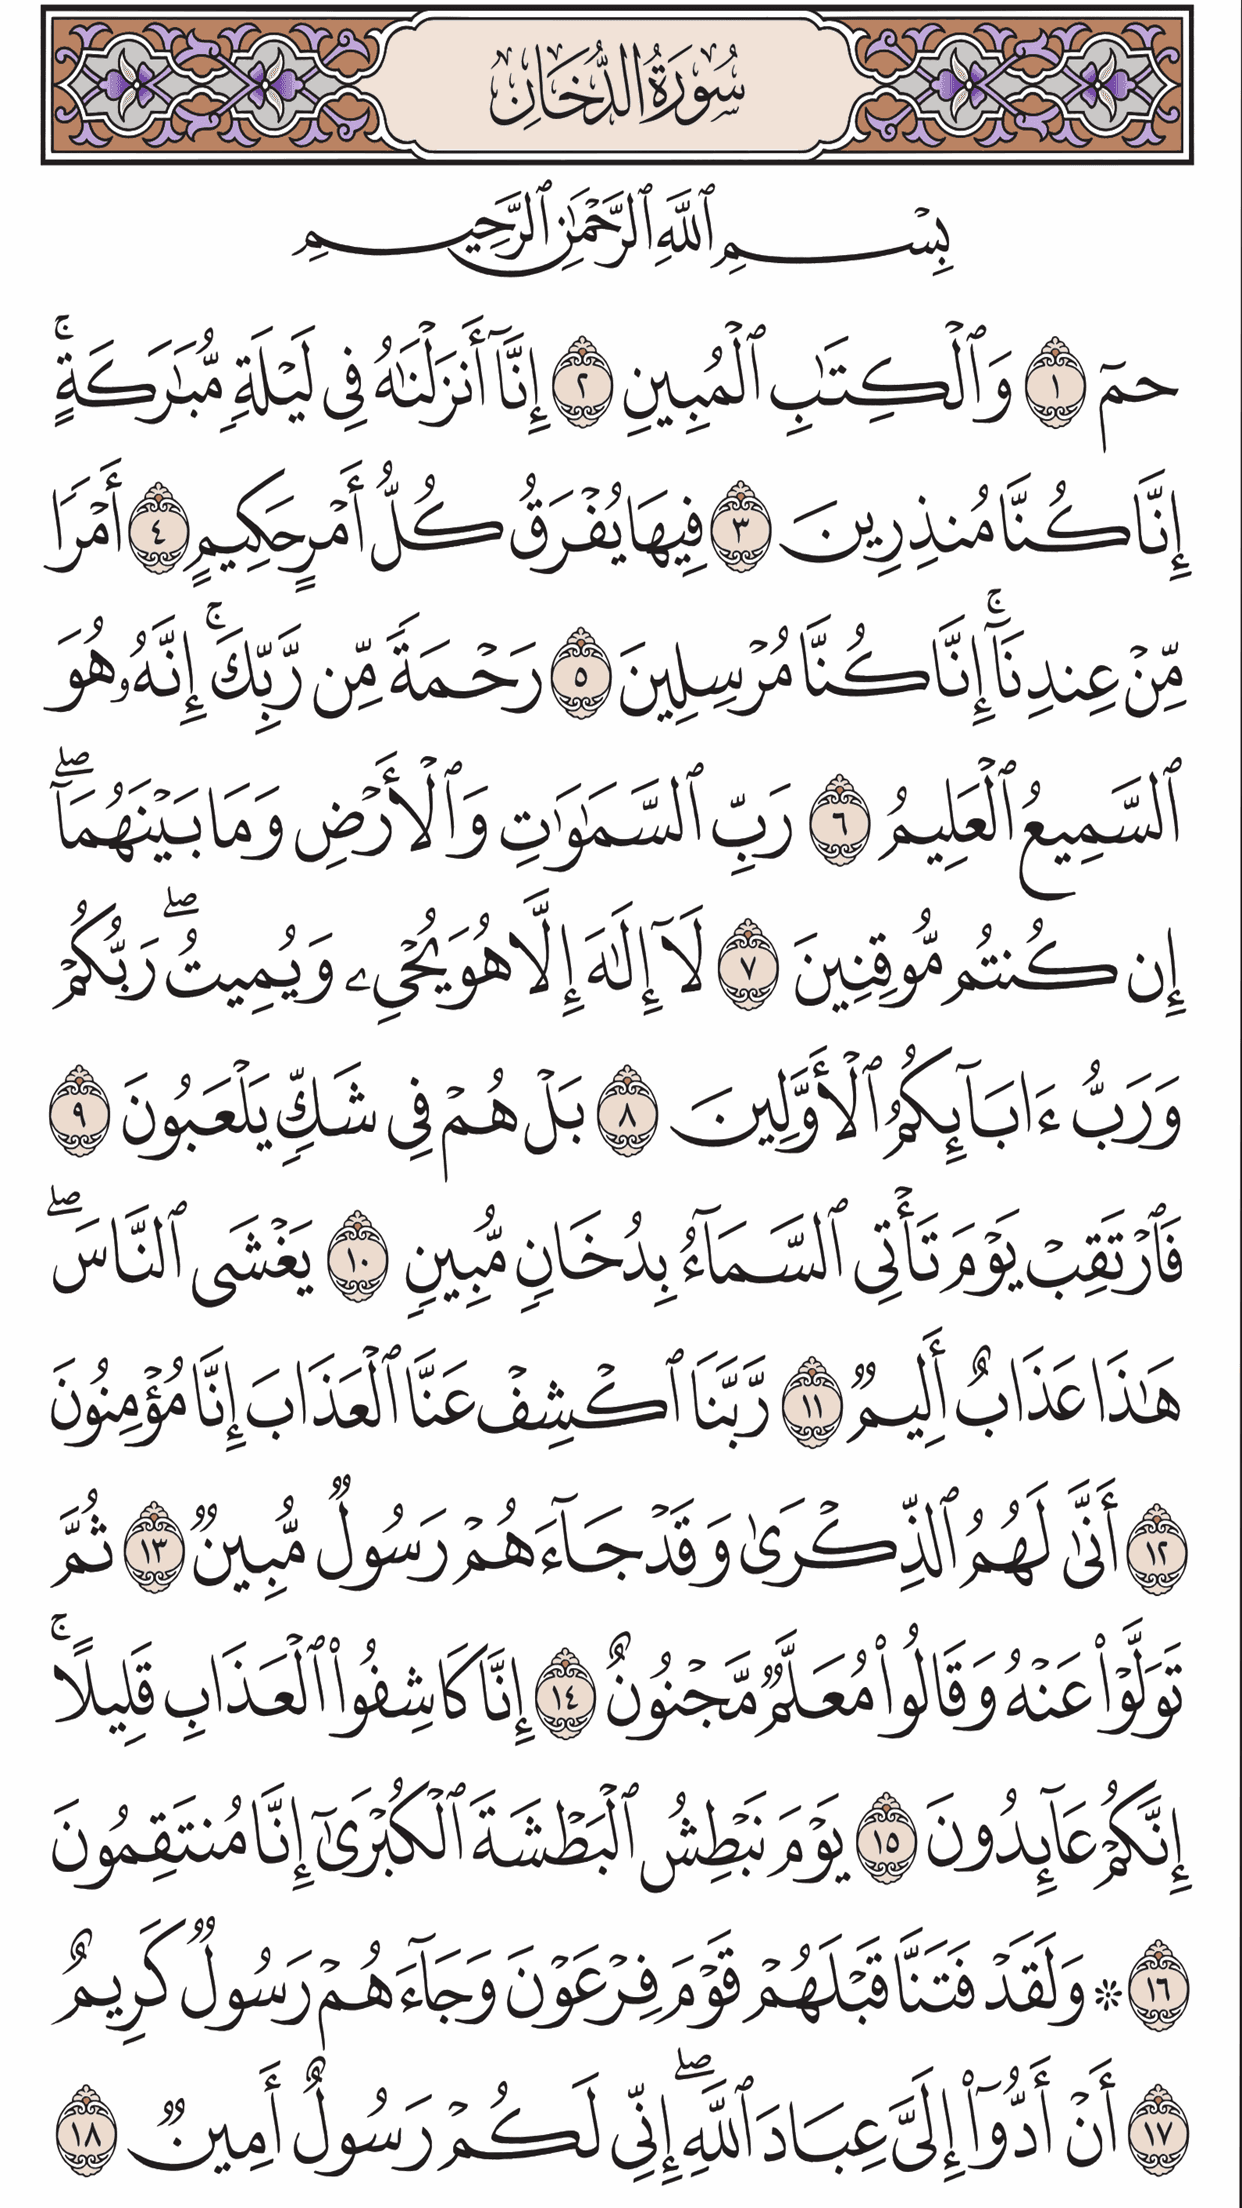 سُورَةُ الدُّخَانِ
بِسْمِ ٱللَّهِ ٱلرَّحْمَٰنِ ٱلرَّحِيمِ
حمٓ ١ وَٱلْكِتَٰبِ ٱلْمُبِينِ ٢ إِنَّآ أَنزَلْنَٰهُ فِى لَيْلَةٍ مُّبَٰرَكَةٍ ۚ
إِنَّا كُنَّا مُنذِرِينَ ٣ فِيهَا يُفْرَقُ كُلُّ أَمْرٍ حَكِيمٍ ٤ أَمْرًا
مِّنْ عِندِنَآ ۚ إِنَّا كُنَّا مُرْسِلِينَ ٥ رَحْمَةً مِّن رَّبِّكَ ۚ إِنَّهُۥ هُوَ
ٱلسَّمِيعُ ٱلْعَلِيمُ ٦ رَبِّ ٱلسَّمَٰوَٰتِ وَٱلْأَرْضِ وَمَا بَيْنَهُمَآ ۖ
إِن كُنتُم مُّوقِنِينَ ٧ لَآ إِلَٰهَ إِلَّا هُوَ يُحْىِۦ وَيُمِيتُ ۖ رَبُّكُمْ
وَرَبُّ ءَابَآئِكُمُ ٱلْأَوَّلِينَ ٨ بَلْ هُمْ فِى شَكٍّ يَلْعَبُونَ ٩
فَٱرْتَقِبْ يَوْمَ تَأْتِى ٱلسَّمَآءُ بِدُخَانٍ مُّبِينٍ ١٠ يَغْشَى ٱلنَّاسَ ۖ
هَٰذَا عَذَابٌ أَلِيمٌ ١١ رَّبَّنَا ٱكْشِفْ عَنَّا ٱلْعَذَابَ إِنَّا مُؤْمِنُونَ
١٢ أَنَّىٰ لَهُمُ ٱلذِّكْرَىٰ وَقَدْ جَآءَهُمْ رَسُولٌ مُّبِينٌ ١٣ ثُمَّ
تَوَلَّوْا۟ عَنْهُ وَقَالُوا۟ مُعَلَّمٌ مَّجْنُونٌ ١٤ إِنَّا كَاشِفُوا۟ ٱلْعَذَابِ قَلِيلًا ۚ
إِنَّكُمْ عَآئِدُونَ ١٥ يَوْمَ نَبْطِشُ ٱلْبَطْشَةَ ٱلْكُبْرَىٰٓ إِنَّا مُنتَقِمُونَ
١٦ ۞ وَلَقَدْ فَتَنَّا قَبْلَهُمْ قَوْمَ فِرْعَوْنَ وَجَآءَهُمْ رَسُولٌ كَرِيمٌ
١٧ أَنْ أَدُّوٓا۟ إِلَىَّ عِبَادَ ٱللَّهِ ۖ إِنِّى لَكُمْ رَسُولٌ أَمِينٌ ١٨